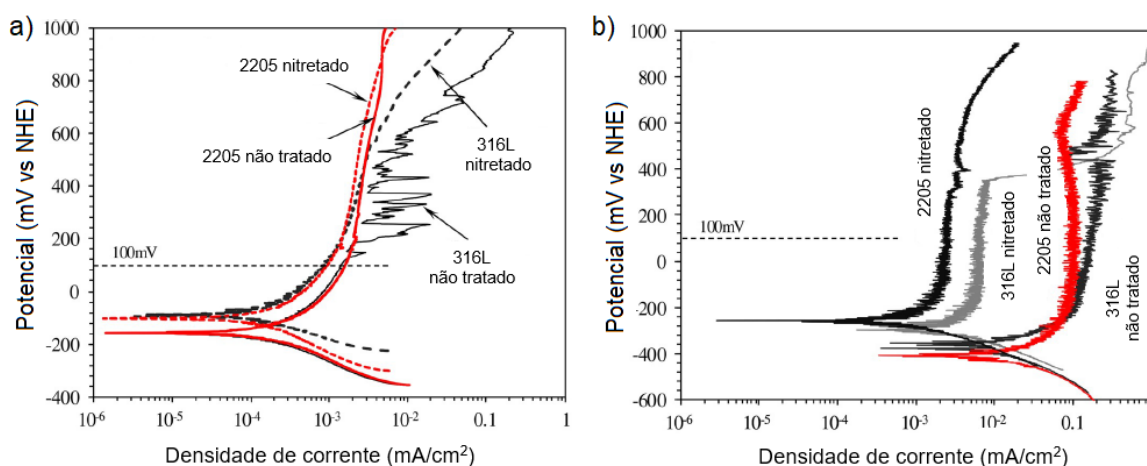 a)
Potencial (mV vs NHE)
1000
800
600
400
200
0
-200
-400
2205 nitretado
2205 não tratado
316L
nitretado
316L
não tratado
100mV
10-6
10-5
10-4
10-3
10-2
0.1
1
Densidade de corrente (mA/cm²)
b)
Potencial (mV vs NHE)
1000
800
600
400
200
0
-200
-400
-600
100mV
2205 nitretado
316L nitretado
2205 não tratado
316L
não tratado
10-6
10-5
10-4
10-3
10-2
0.1
Densidade de corrente (mA/cm²)